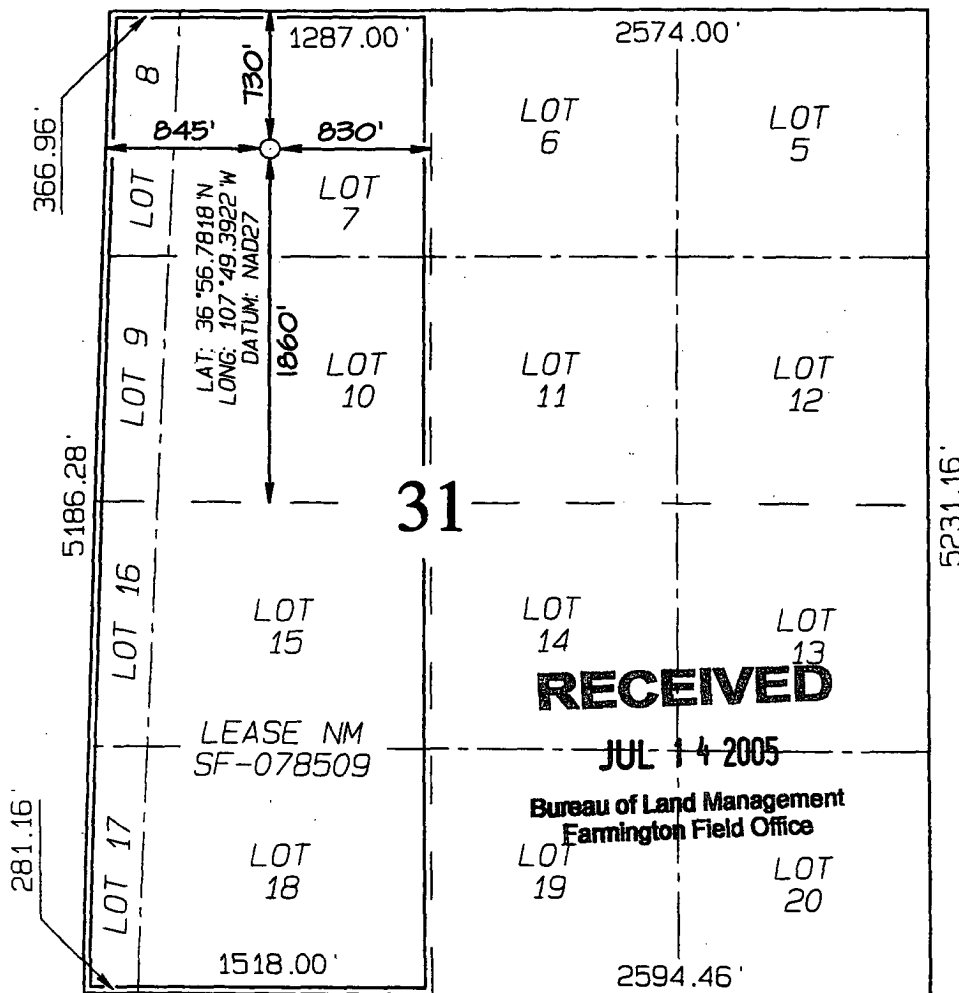 1287.00'
2574.00'
366.96'
730'
845'
830'
LOT 8
LOT
7
LOT
6
LOT
5
LAT: 36°56.7818'N
LONG: 107°49.3922'W
DATUM: NAD27
1860'
LOT 9
LOT
10
LOT
11
LOT
12
5186.28'
31
5231.16'
LOT 16
LOT
15
LOT
14
LOT
13
RECEIVED
JUL 14 2005
Bureau of Land Management
Farmington Field Office
LEASE NM
SF-078509
281.16'
LOT 17
LOT
18
LOT
19
LOT
20
1518.00'
2594.46'